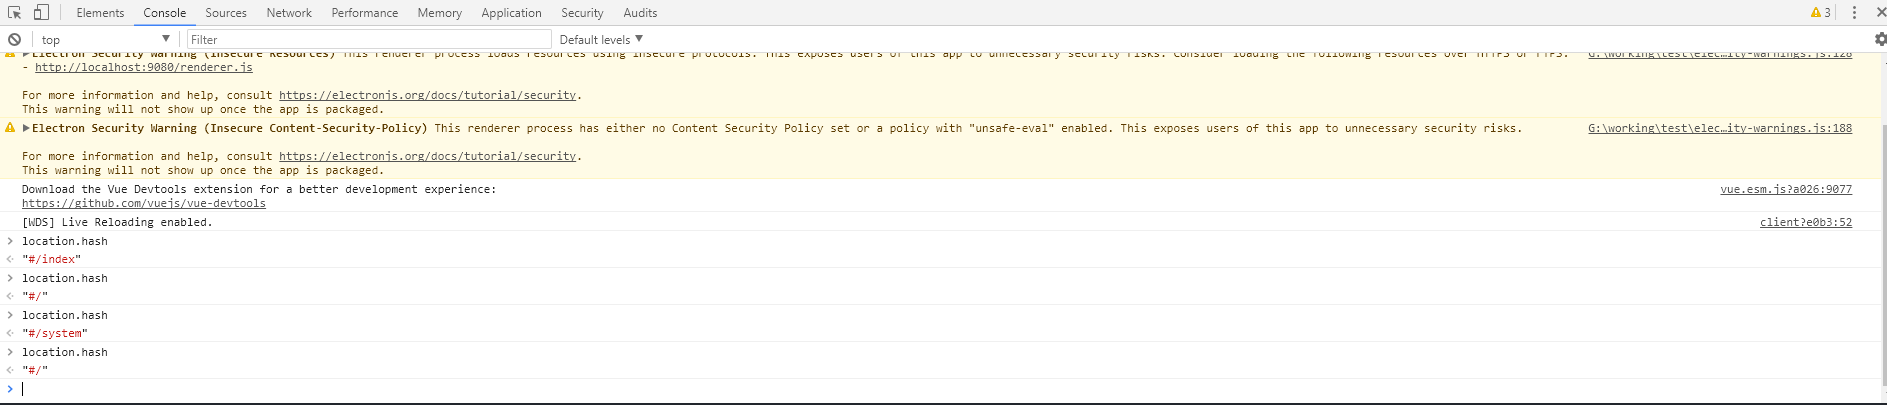 Elements Console Sources Network Performance Memory Application Security Audits 3
top Filter Default levels
Electron Security Warning (Insecure Resources) This renderer process loads resources using insecure protocols. This exposes users of this app to unnecessary security risks. Consider loading the following resources over HTTPS or FTPS. G:\working\test\elec…ity-warnings.js:128
- http://localhost:9080/renderer.js
For more information and help, consult https://electronjs.org/docs/tutorial/security.
This warning will not show up once the app is packaged.
Electron Security Warning (Insecure Content-Security-Policy) This renderer process has either no Content Security Policy set or a policy with "unsafe-eval" enabled. This exposes users of this app to unnecessary security risks. G:\working\test\elec…ity-warnings.js:188
For more information and help, consult https://electronjs.org/docs/tutorial/security.
This warning will not show up once the app is packaged.
Download the Vue Devtools extension for a better development experience: vue.esm.js?a026:9077
https://github.com/vuejs/vue-devtools
[WDS] Live Reloading enabled. client?e0b3:52
location.hash
"#/index"
location.hash
"#/"
location.hash
"#/system"
location.hash
"#/"